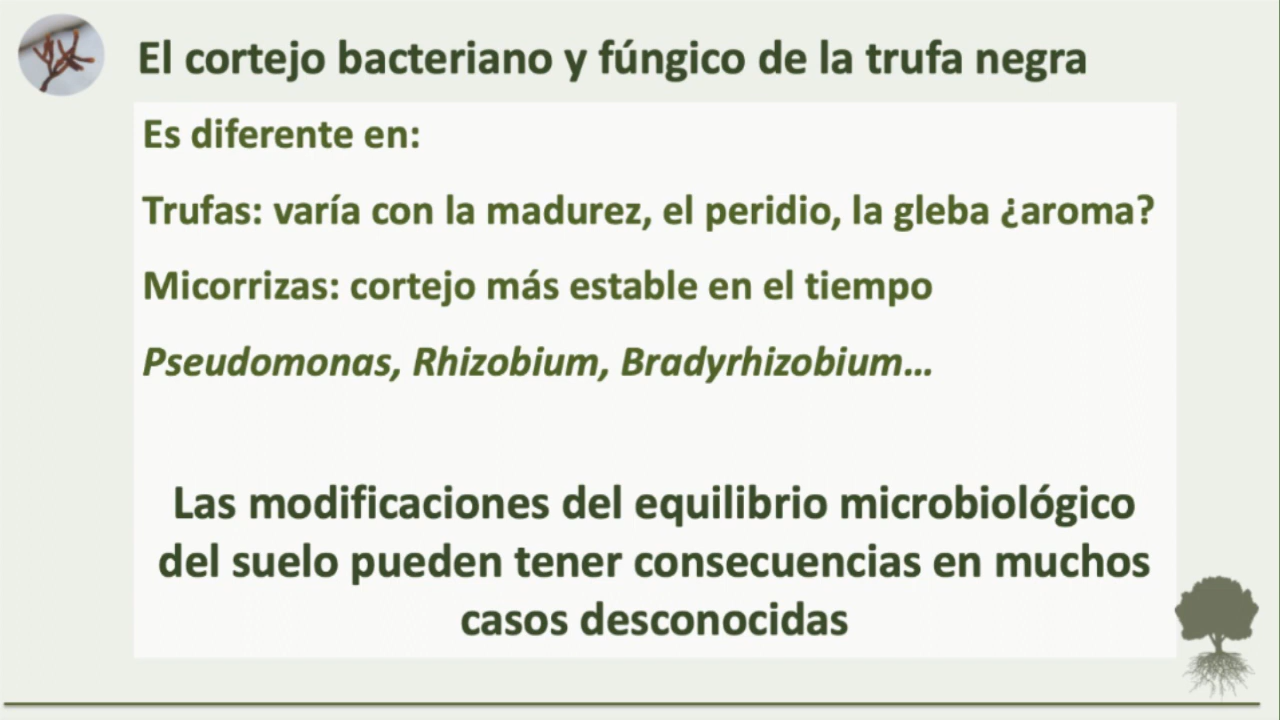 El cortejo bacteriano y fúngico de la trufa negra
Es diferente en:
Trufas: varía con la madurez, el peridio, la gleba ¿aroma?
Micorrizas: cortejo más estable en el tiempo
Pseudomonas, Rhizobium, Bradyrhizobium...
Las modificaciones del equilibrio microbiológico
del suelo pueden tener consecuencias en muchos
casos desconocidas